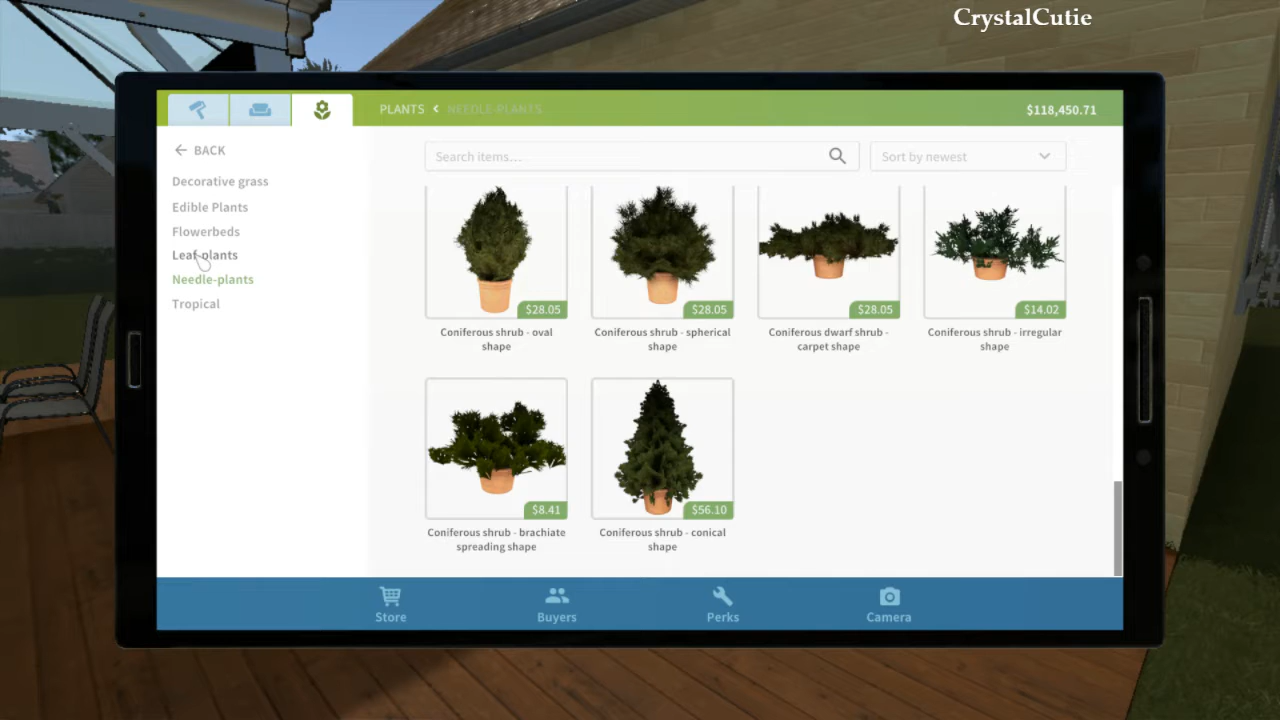 CrystalCutie
PLANTS < NEEDLE-PLANTS
$118,450.71
BACK
Search items...
Sort by newest
Decorative grass
Edible Plants
Flowerbeds
Leaf-plants
Needle-plants
Tropical
$28.05
$28.05
$28.05
$14.02
Coniferous shrub - oval
shape
Coniferous shrub - spherical
shape
Coniferous dwarf shrub -
carpet shape
Coniferous shrub - irregular
shape
$8.41
$56.10
Coniferous shrub - brachiate
spreading shape
Coniferous shrub - conical
shape
Store
Buyers
Perks
Camera